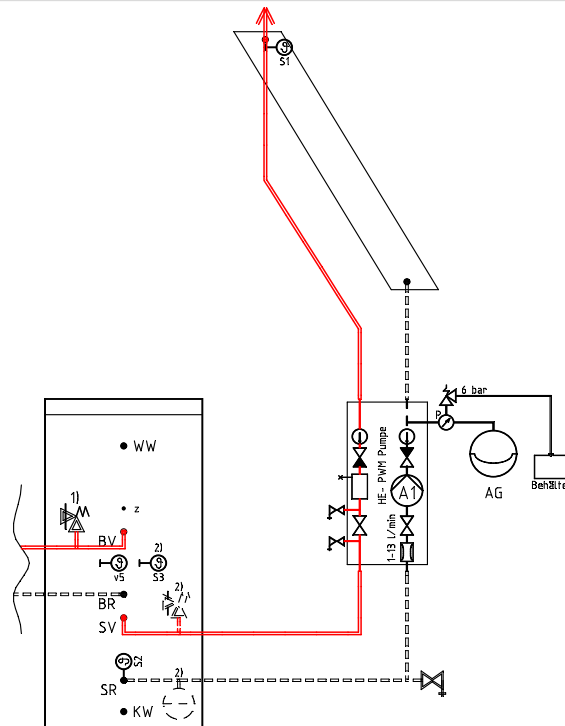 S1
6 bar
P
HE- PWM Pumpe
A1
AG
Behälte
1-13 l/min
WW
1)
z
BV
2)
v5
S3
BR
2)
SV
S2
SR
2)
KW